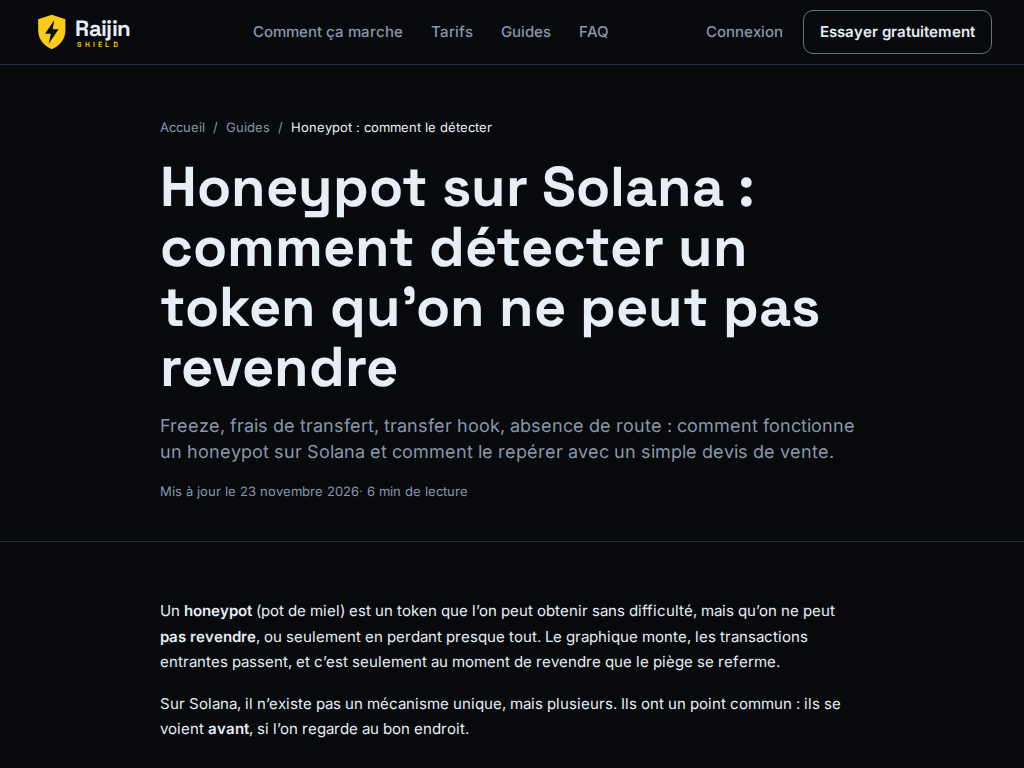 Raijin
SHIELD
Comment ça marche Tarifs Guides FAQ Connexion Essayer gratuitement
Accueil / Guides / Honeypot : comment le détecter
Honeypot sur Solana :
comment détecter un
token qu’on ne peut pas
revendre
Freeze, frais de transfert, transfer hook, absence de route : comment fonctionne
un honeypot sur Solana et comment le repérer avec un simple devis de vente.
Mis à jour le 23 novembre 2026· 6 min de lecture
Un honeypot (pot de miel) est un token que l’on peut obtenir sans difficulté, mais qu’on ne peut
pas revendre, ou seulement en perdant presque tout. Le graphique monte, les transactions
entrantes passent, et c’est seulement au moment de revendre que le piège se referme.
Sur Solana, il n’existe pas un mécanisme unique, mais plusieurs. Ils ont un point commun : ils se
voient avant, si l’on regarde au bon endroit.